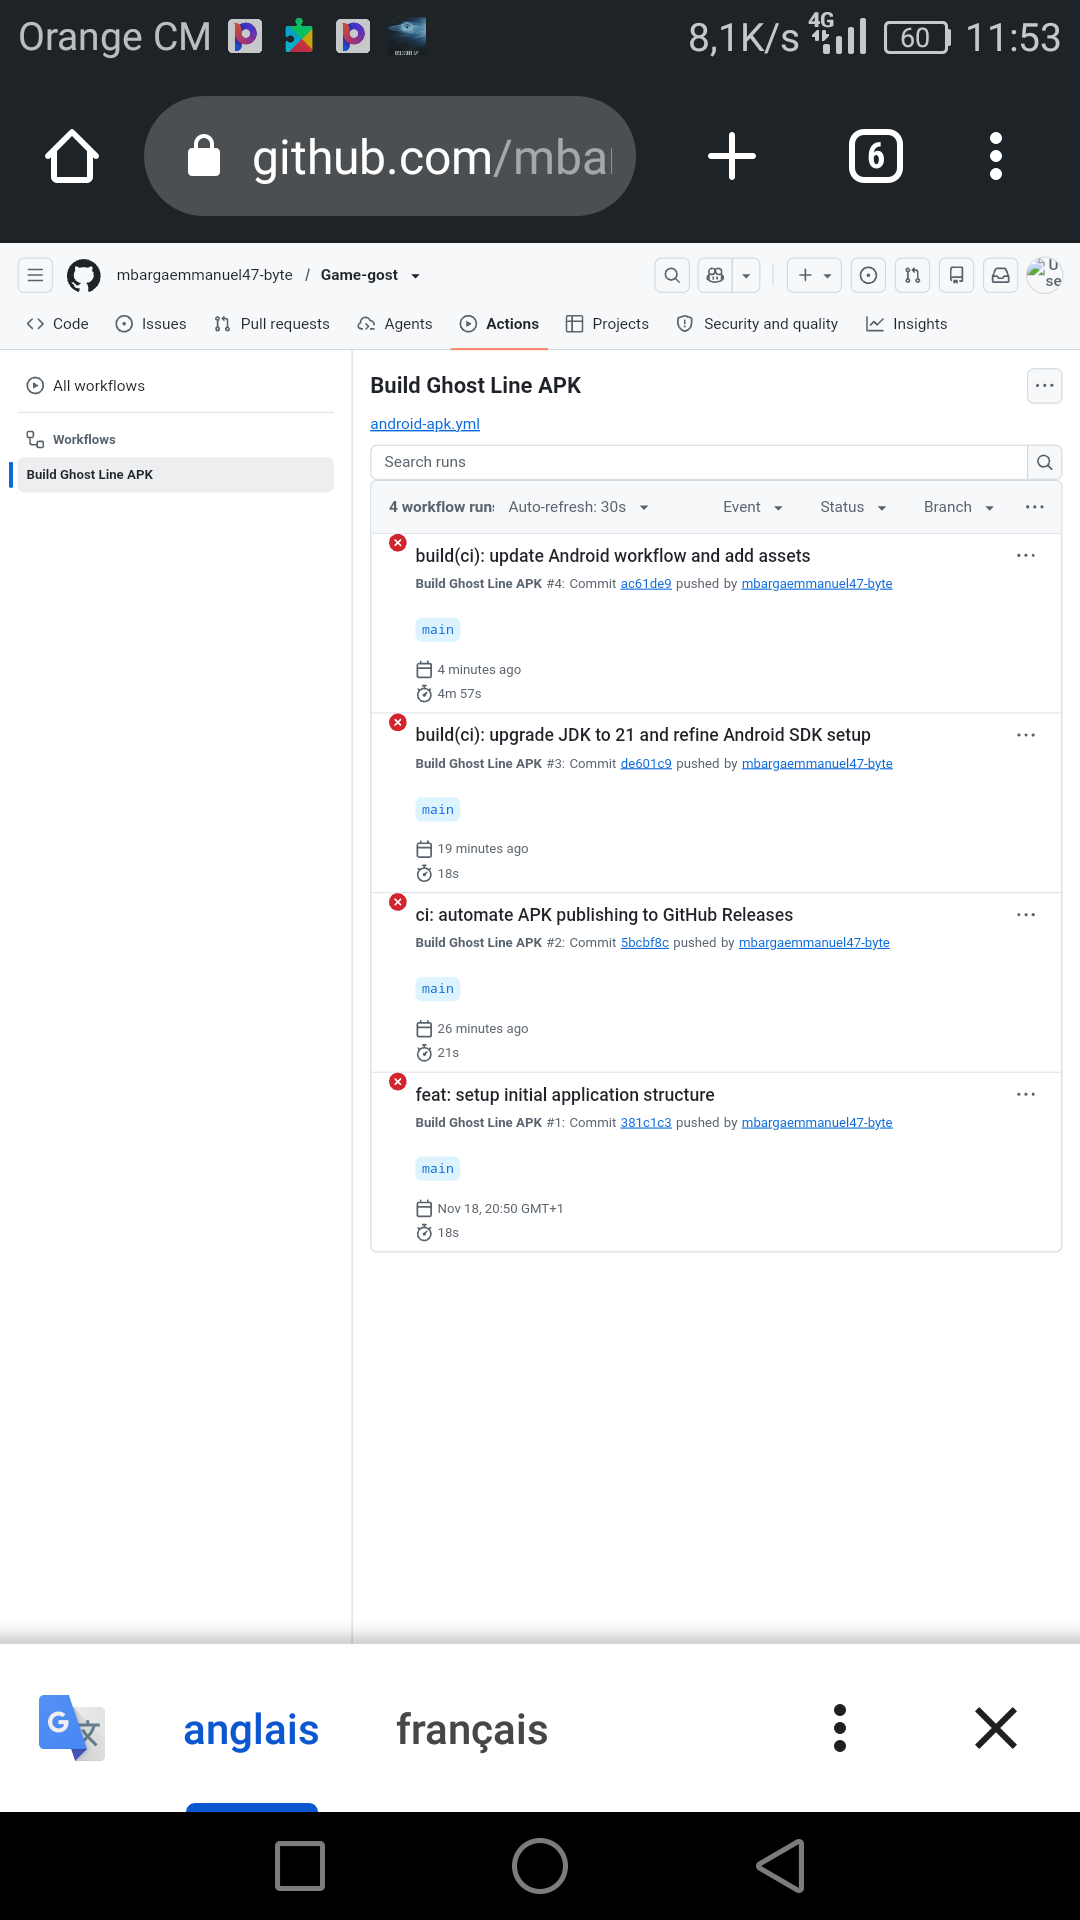 Orange CM 8,1K/s 4G 60 11:53
github.com/mba
6
mbargaemmanuel47-byte / Game-gost
Code Issues Pull requests Agents Actions Projects Security and quality Insights
All workflows
Workflows
Build Ghost Line APK
Build Ghost Line APK
android-apk.yml
Search runs
4 workflow run Auto-refresh: 30s Event Status Branch
build(ci): update Android workflow and add assets
Build Ghost Line APK #4: Commit ac61de9 pushed by mbargaemmanuel47-byte
main
4 minutes ago
4m 57s
build(ci): upgrade JDK to 21 and refine Android SDK setup
Build Ghost Line APK #3: Commit de601c9 pushed by mbargaemmanuel47-byte
main
19 minutes ago
18s
ci: automate APK publishing to GitHub Releases
Build Ghost Line APK #2: Commit 5bcbf8c pushed by mbargaemmanuel47-byte
main
26 minutes ago
21s
feat: setup initial application structure
Build Ghost Line APK #1: Commit 381c1c3 pushed by mbargaemmanuel47-byte
main
Nov 18, 20:50 GMT+1
18s
anglais français